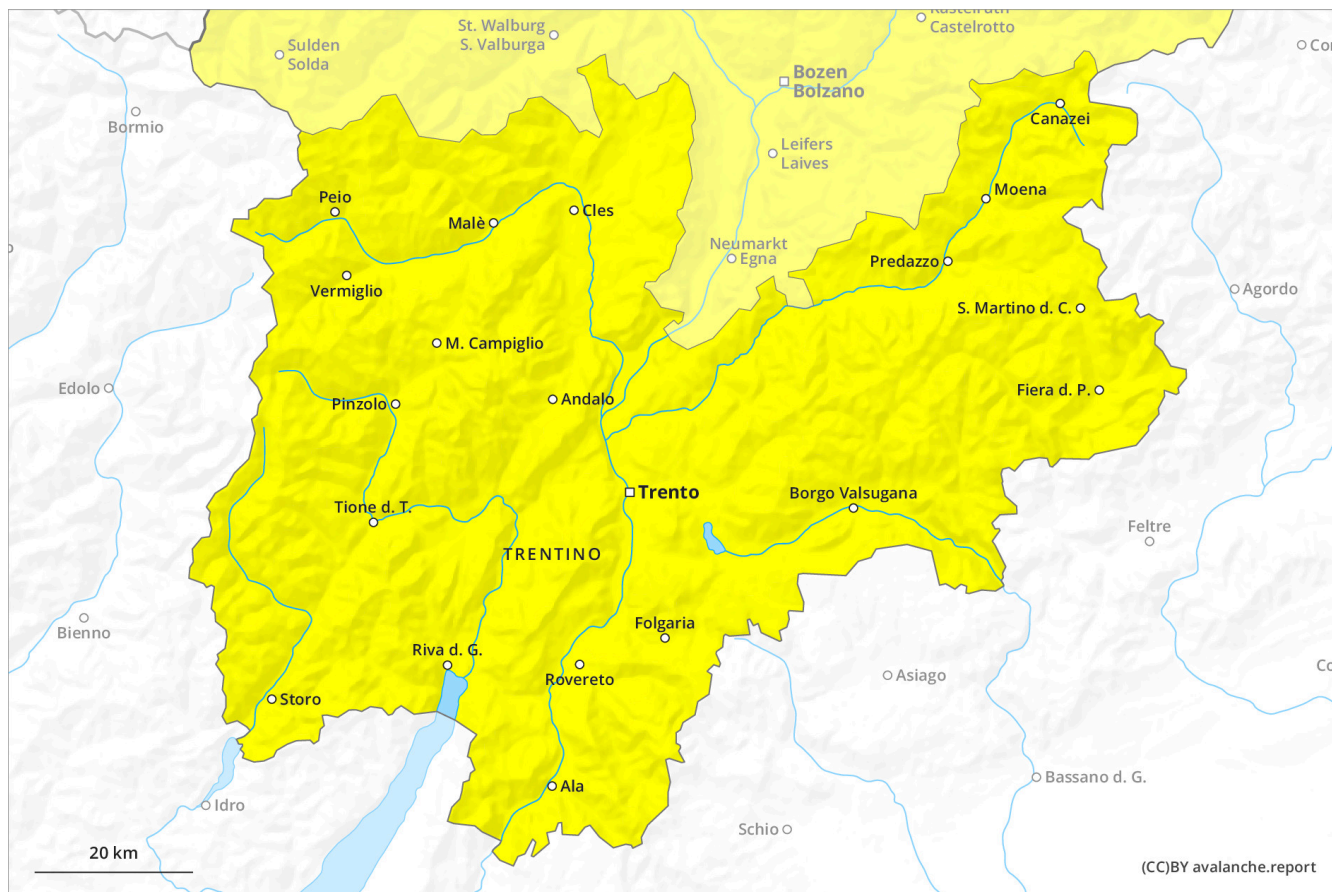 Castelrotto
St. Walburg
S. Valburga
Sulden
Solda
Bozen
Bolzano
Bormio
Canazei
Leifers
Laives
Moena
Peio
Malè
Cles
Neumarkt
Egna
Predazzo
Vermiglio
Agordo
S. Martino d. C.
M. Campiglio
Edolo
Pinzolo
Andalo
Fiera d. P.
Trento
Borgo Valsugana
Tione d. T.
Feltre
TRENTINO
Bienno
Folgaria
Riva d. G.
Rovereto
Asiago
Storo
Bassano d. G.
Ala
Idro
Schio
20 km
(CC)BY avalanche.report